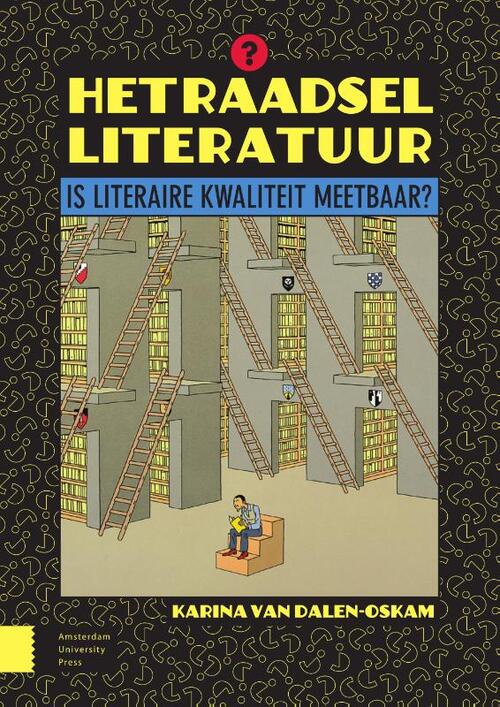 ?
HET RAADSEL
LITERATUUR
IS LITERAIRE KWALITEIT MEETBAAR?
KARINA VAN DALEN-OSKAM
Amsterdam
University
Press